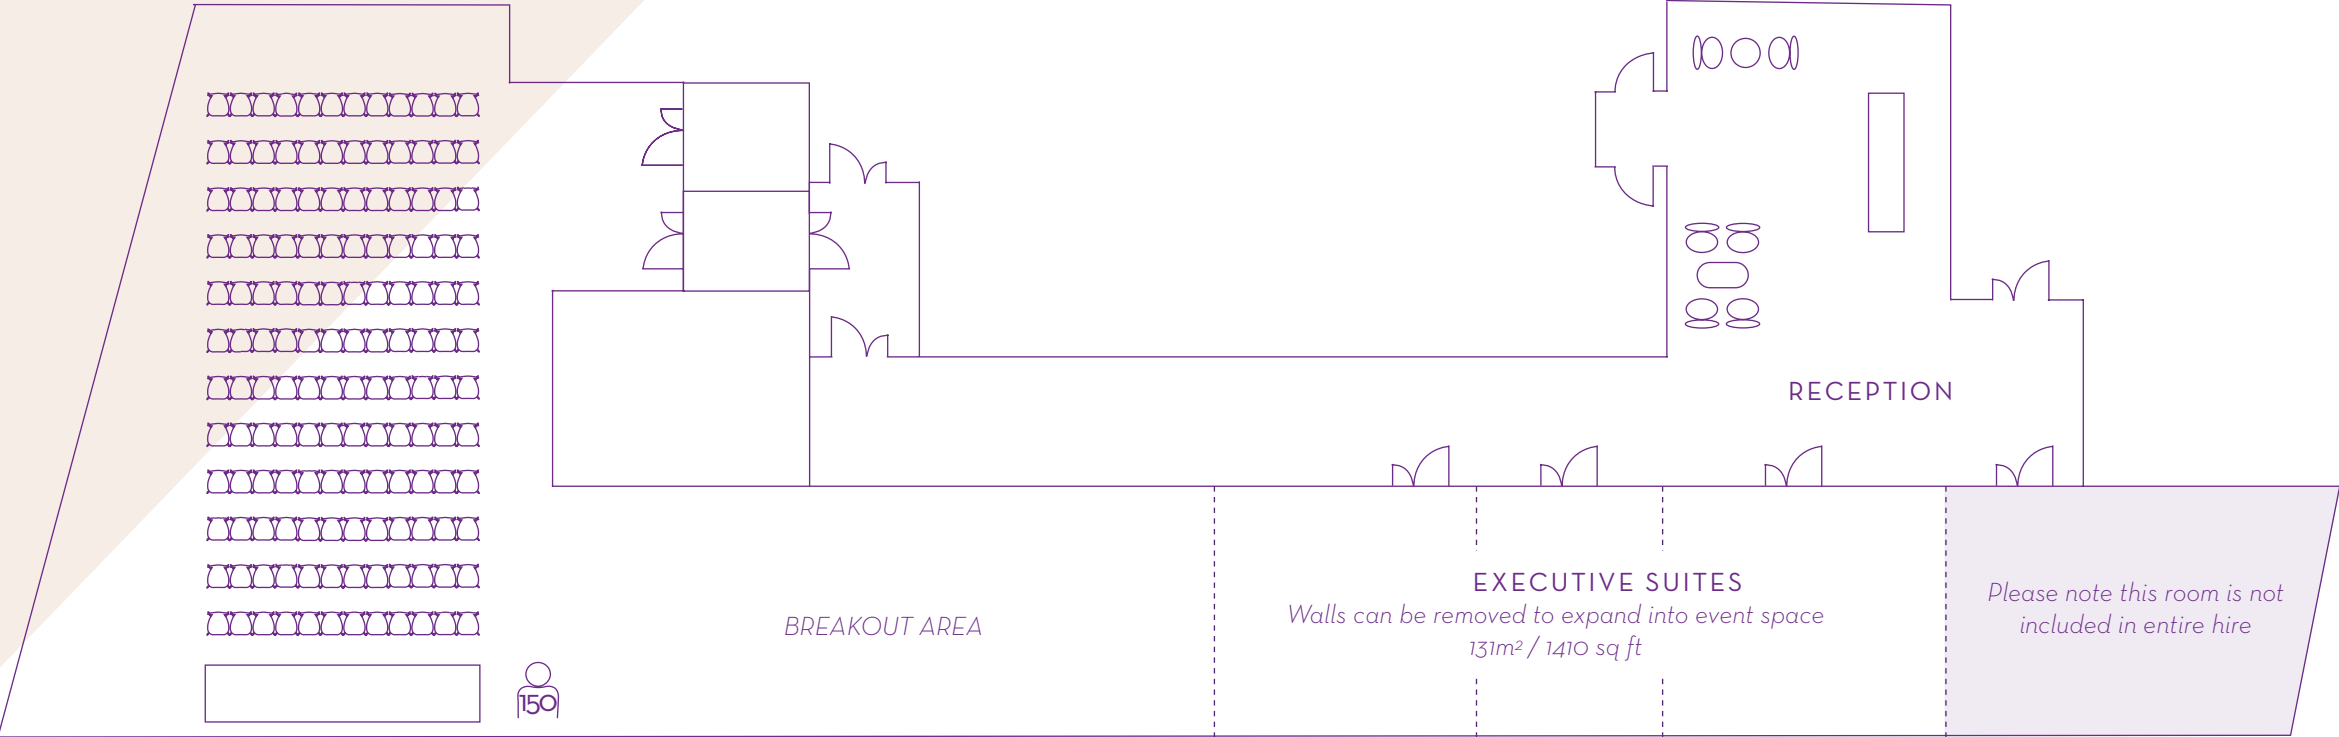 RECEPTION
EXECUTIVE SUITES
Walls can be removed to expand into event space
131m² / 1410 sq ft
Please note this room is not
included in entire hire
BREAKOUT AREA
150